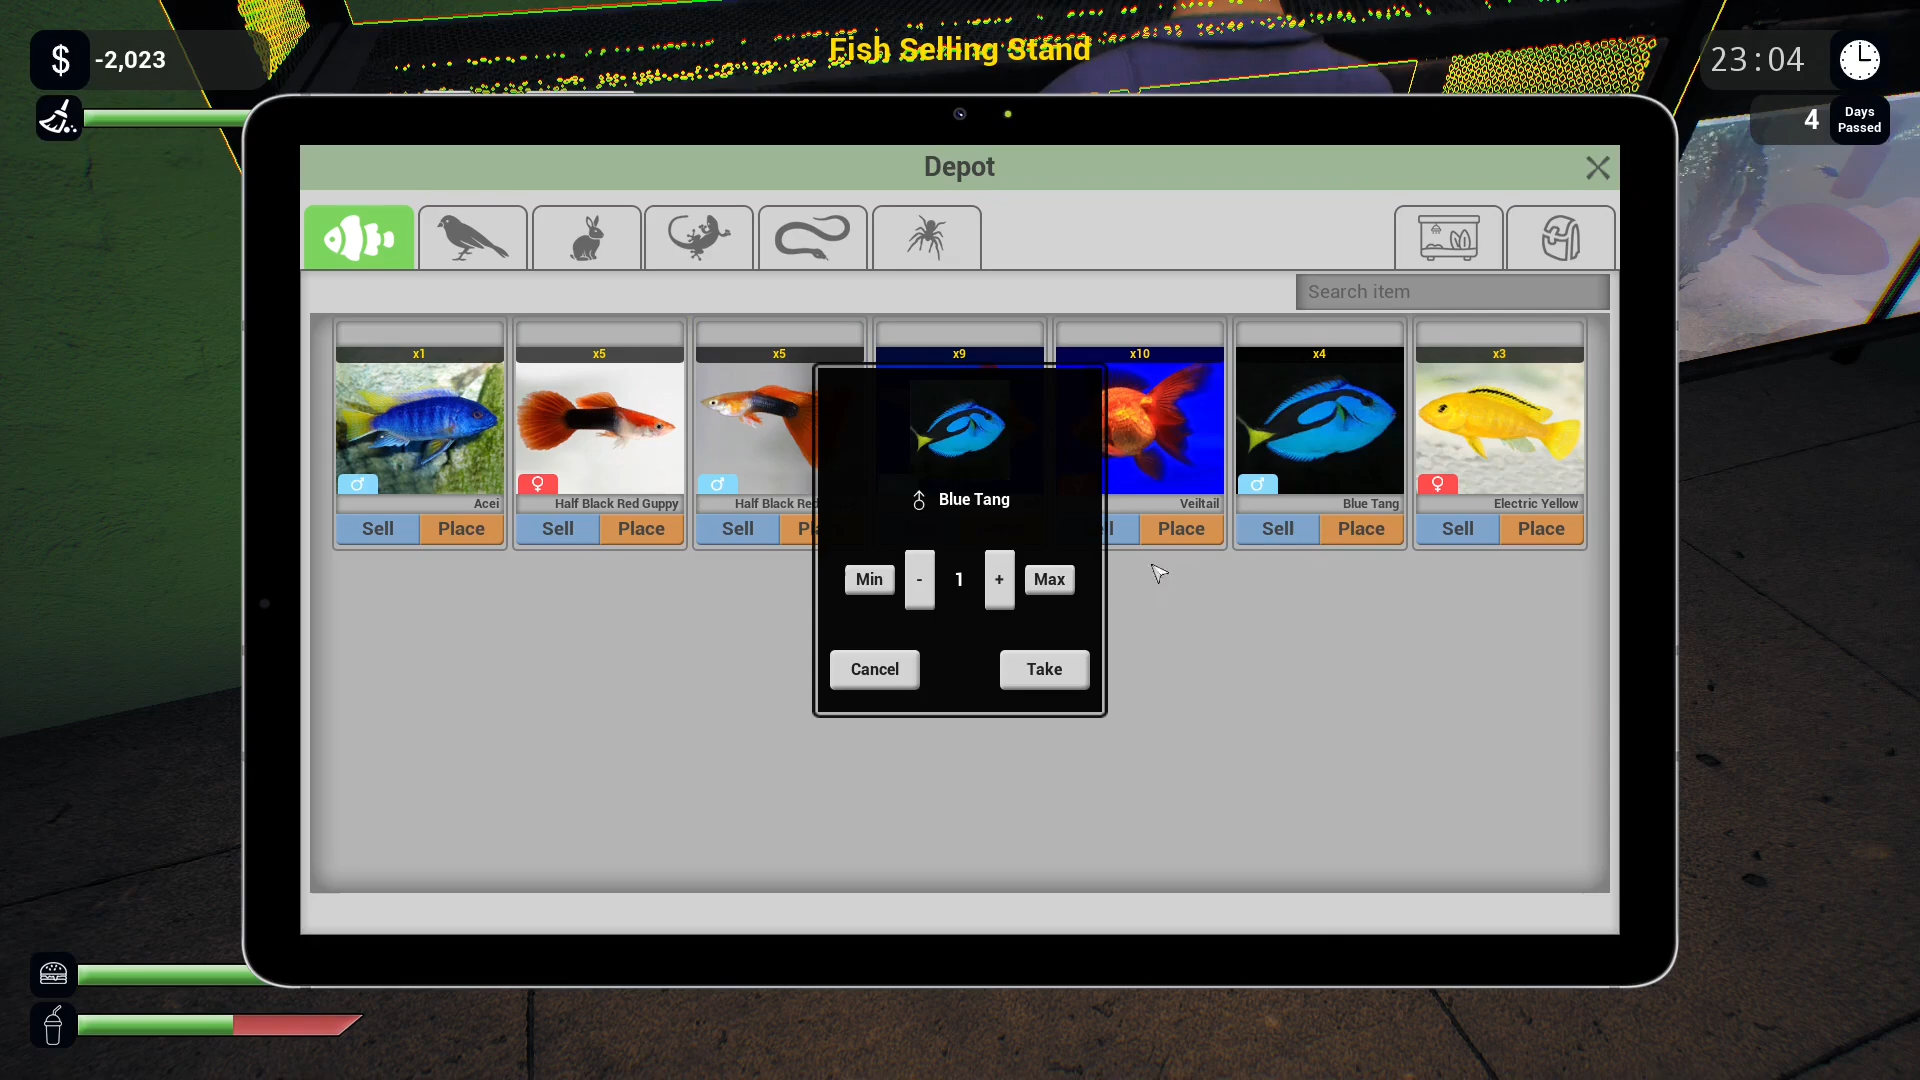 $ -2,023
Fish Selling Stand
23:04
4 Days Passed
Depot
Search item
x1
x5
x5
x9
x10
x4
x3
Acei
Half Black Red Guppy
Half Black Red
Veiltail
Blue Tang
Electric Yellow
Sell Place
Sell Place
Sell
Place
Sell Place
Sell Place
Blue Tang
Min - 1 + Max
Cancel Take